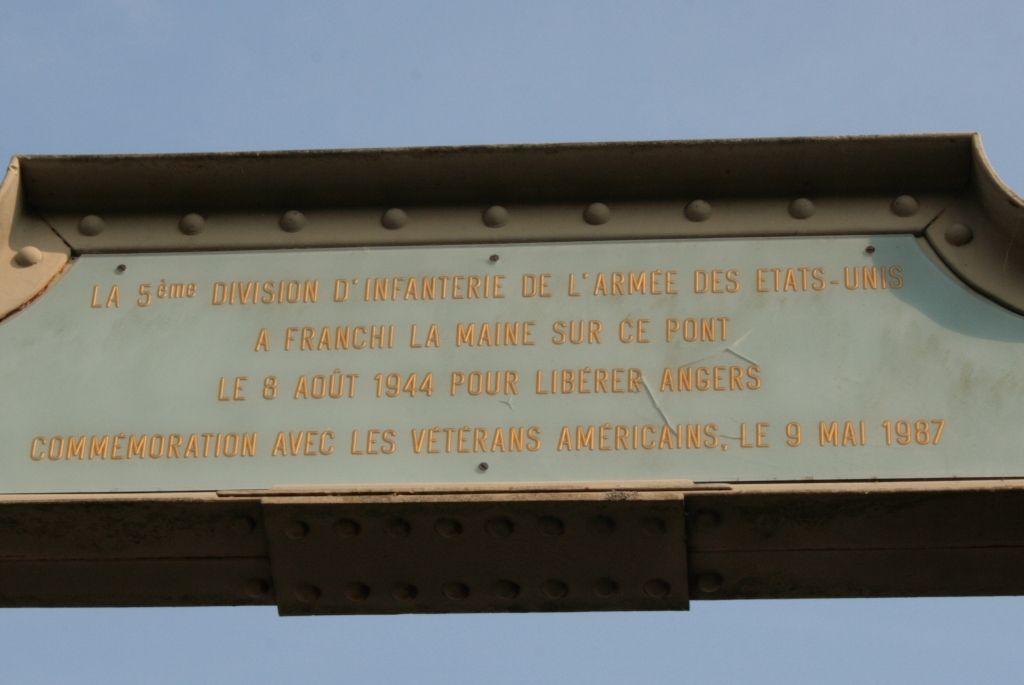 LA 5ème DIVISION D'INFANTERIE DE L'ARMÉE DES ETATS-UNIS
A FRANCHI LA MAINE SUR CE PONT
LE 8 AOÛT 1944 POUR LIBÉRER ANGERS
COMMÉMORATION AVEC LES VÉTÉRANS AMÉRICAINS, LE 9 MAI 1987